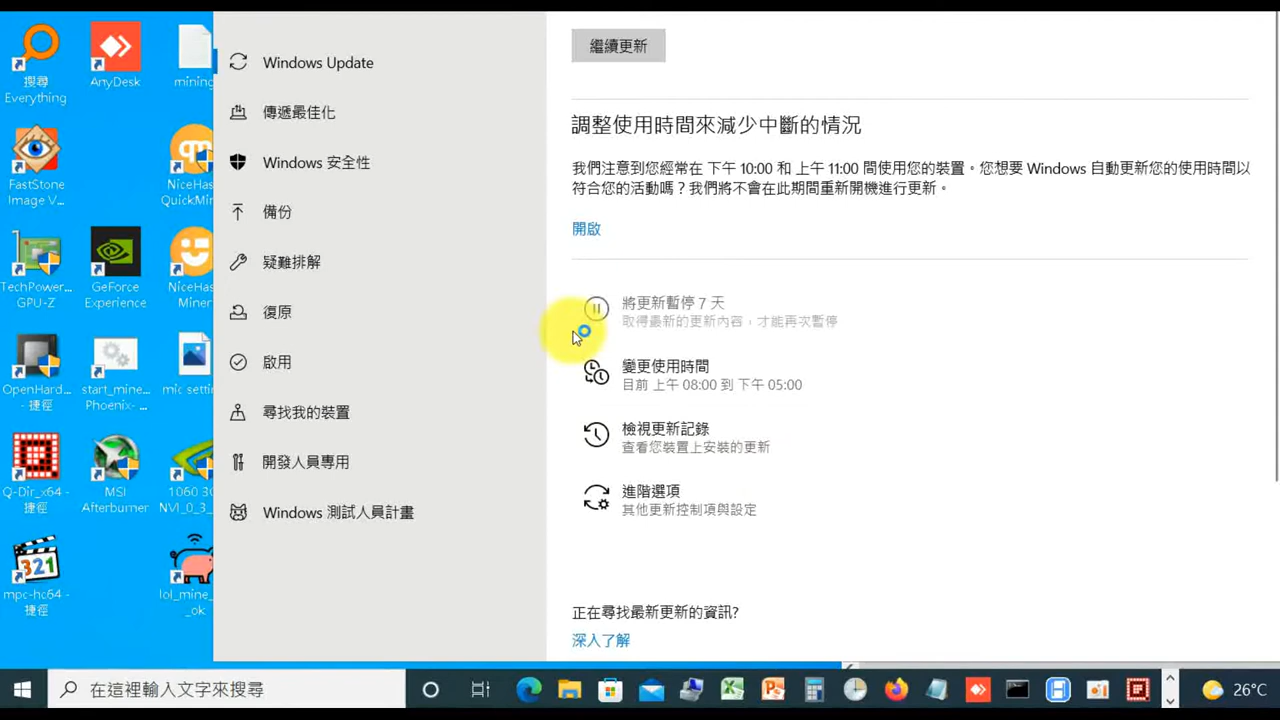 搜尋
Everything
AnyDesk
mining
FastStone
Image V...
NiceHas
QuickMin
TechPower...
GPU-Z
GeForce
Experience
NiceHas
Miner
OpenHard...
- 捷徑
start_mine...
Phoenix- ...
mic setti
Q-Dir_x64 -
捷徑
MSI
Afterburner
1060 3G
NVI_0_3_
321
mpc-hc64 -
捷徑
lol_mine_
_ok
Windows Update
傳遞最佳化
Windows 安全性
備份
疑難排解
復原
啟用
尋找我的裝置
開發人員專用
Windows 測試人員計畫
繼續更新
調整使用時間來減少中斷的情況
我們注意到您經常在 下午 10:00 和 上午 11:00 間使用您的裝置。您想要 Windows 自動更新您的使用時間以
符合您的活動嗎？我們將不會在此期間重新開機進行更新。
開啟
將更新暫停 7 天
取得最新的更新內容，才能再次暫停
變更使用時間
目前 上午 08:00 到 下午 05:00
檢視更新記錄
查看您裝置上安裝的更新
進階選項
其他更新控制項與設定
正在尋找最新更新的資訊?
深入了解
在這裡輸入文字來搜尋
26°C